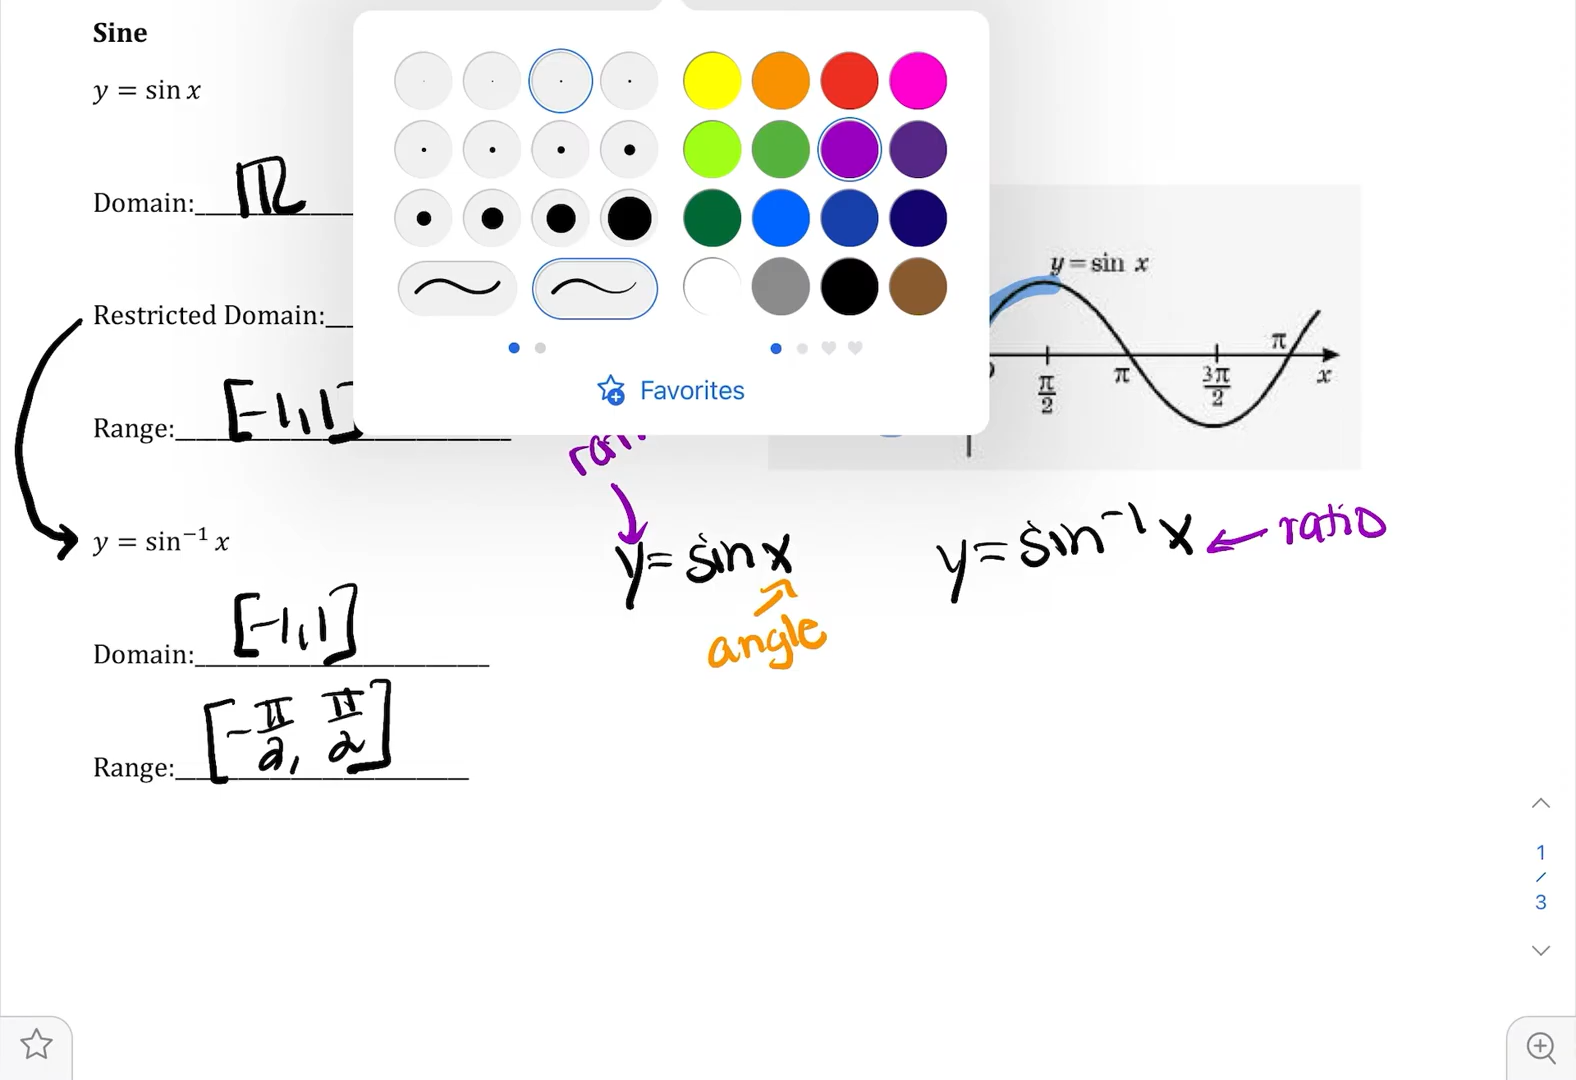 Sine
y = sin x
Domain: ℝ
Restricted Domain:
Range: [-1,1]
y = sin⁻¹ x
Domain: [-1,1]
Range: [-π/2, π/2]
Favorites
y = sin x
π/2
π
3π/2
π
x
y = sin x
angle
y = sin⁻¹ x ← ratio
1
/
3